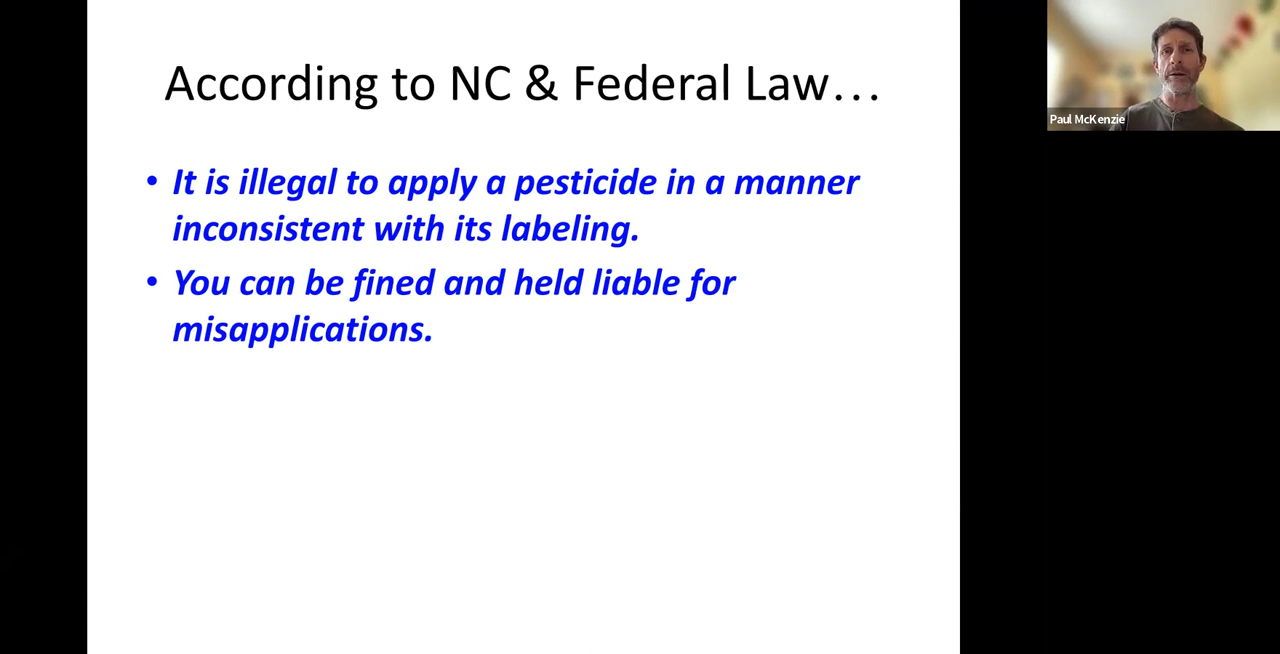 According to NC & Federal Law…
• It is illegal to apply a pesticide in a manner
inconsistent with its labeling.
• You can be fined and held liable for
misapplications.
Paul McKenzie